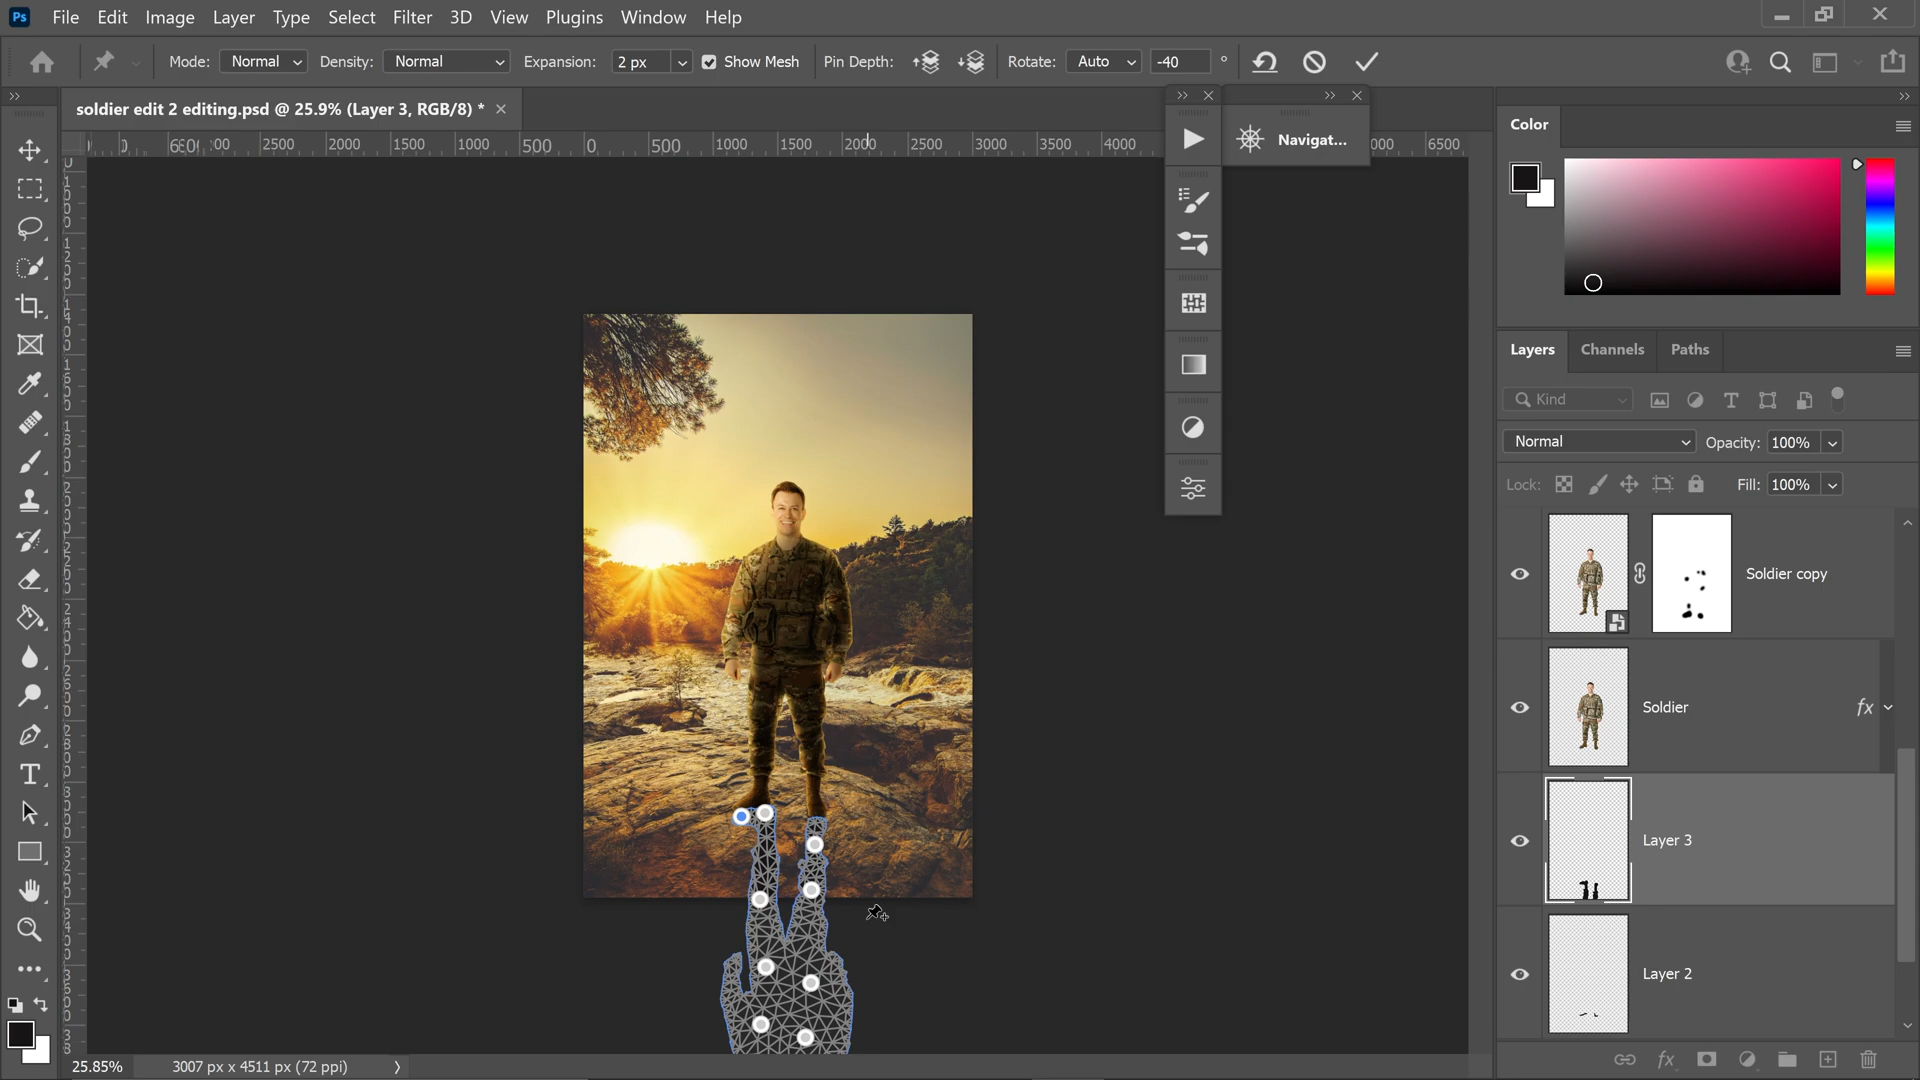 Ps File Edit Image Layer Type Select Filter 3D View Plugins Window Help
Mode: Normal Density: Normal Expansion: 2 px Show Mesh Pin Depth: Rotate: Auto -40 °
soldier edit 2 editing.psd @ 25.9% (Layer 3, RGB/8) * ×
2500 2000 1500 1000 500 0 500 1000 1500 2000 2500 3000 3500 4000 6500
Navigat...
Color
Layers Channels Paths
Kind
Normal Opacity: 100%
Lock: Fill: 100%
Soldier copy
Soldier fx
Layer 3
Layer 2
fx
25.85% 3007 px x 4511 px (72 ppi)